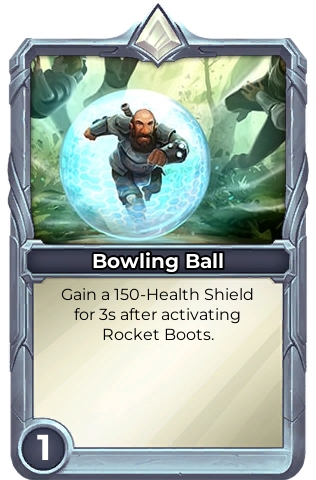 Bowling Ball
Gain a 150-Health Shield
for 3s after activating
Rocket Boots.
1